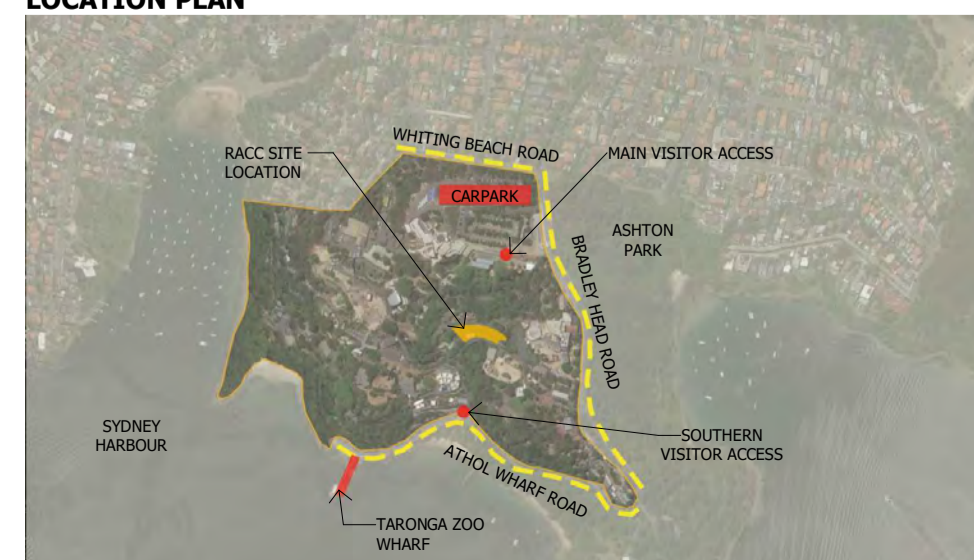 LOCATION PLAN
WHITING BEACH ROAD
RACC SITE
LOCATION
MAIN VISITOR ACCESS
CARPARK
ASHTON
PARK
BRADLEY HEAD ROAD
SYDNEY
HARBOUR
SOUTHERN
VISITOR ACCESS
ATHOL WHARF ROAD
TARONGA ZOO
WHARF